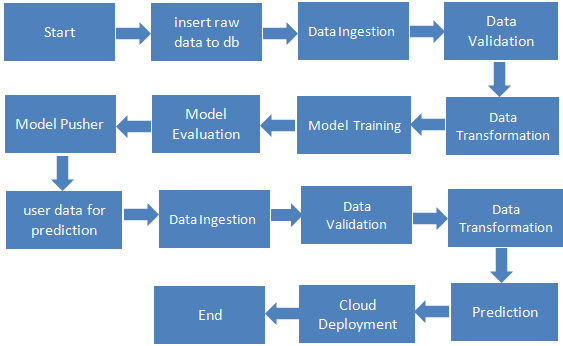 Start
insert raw
data to db
Data Ingestion
Data
Validation
Data
Transformation
Model Training
Model
Evaluation
Model Pusher
user data for
prediction
Data Ingestion
Data
Validation
Data
Transformation
Prediction
Cloud
Deployment
End